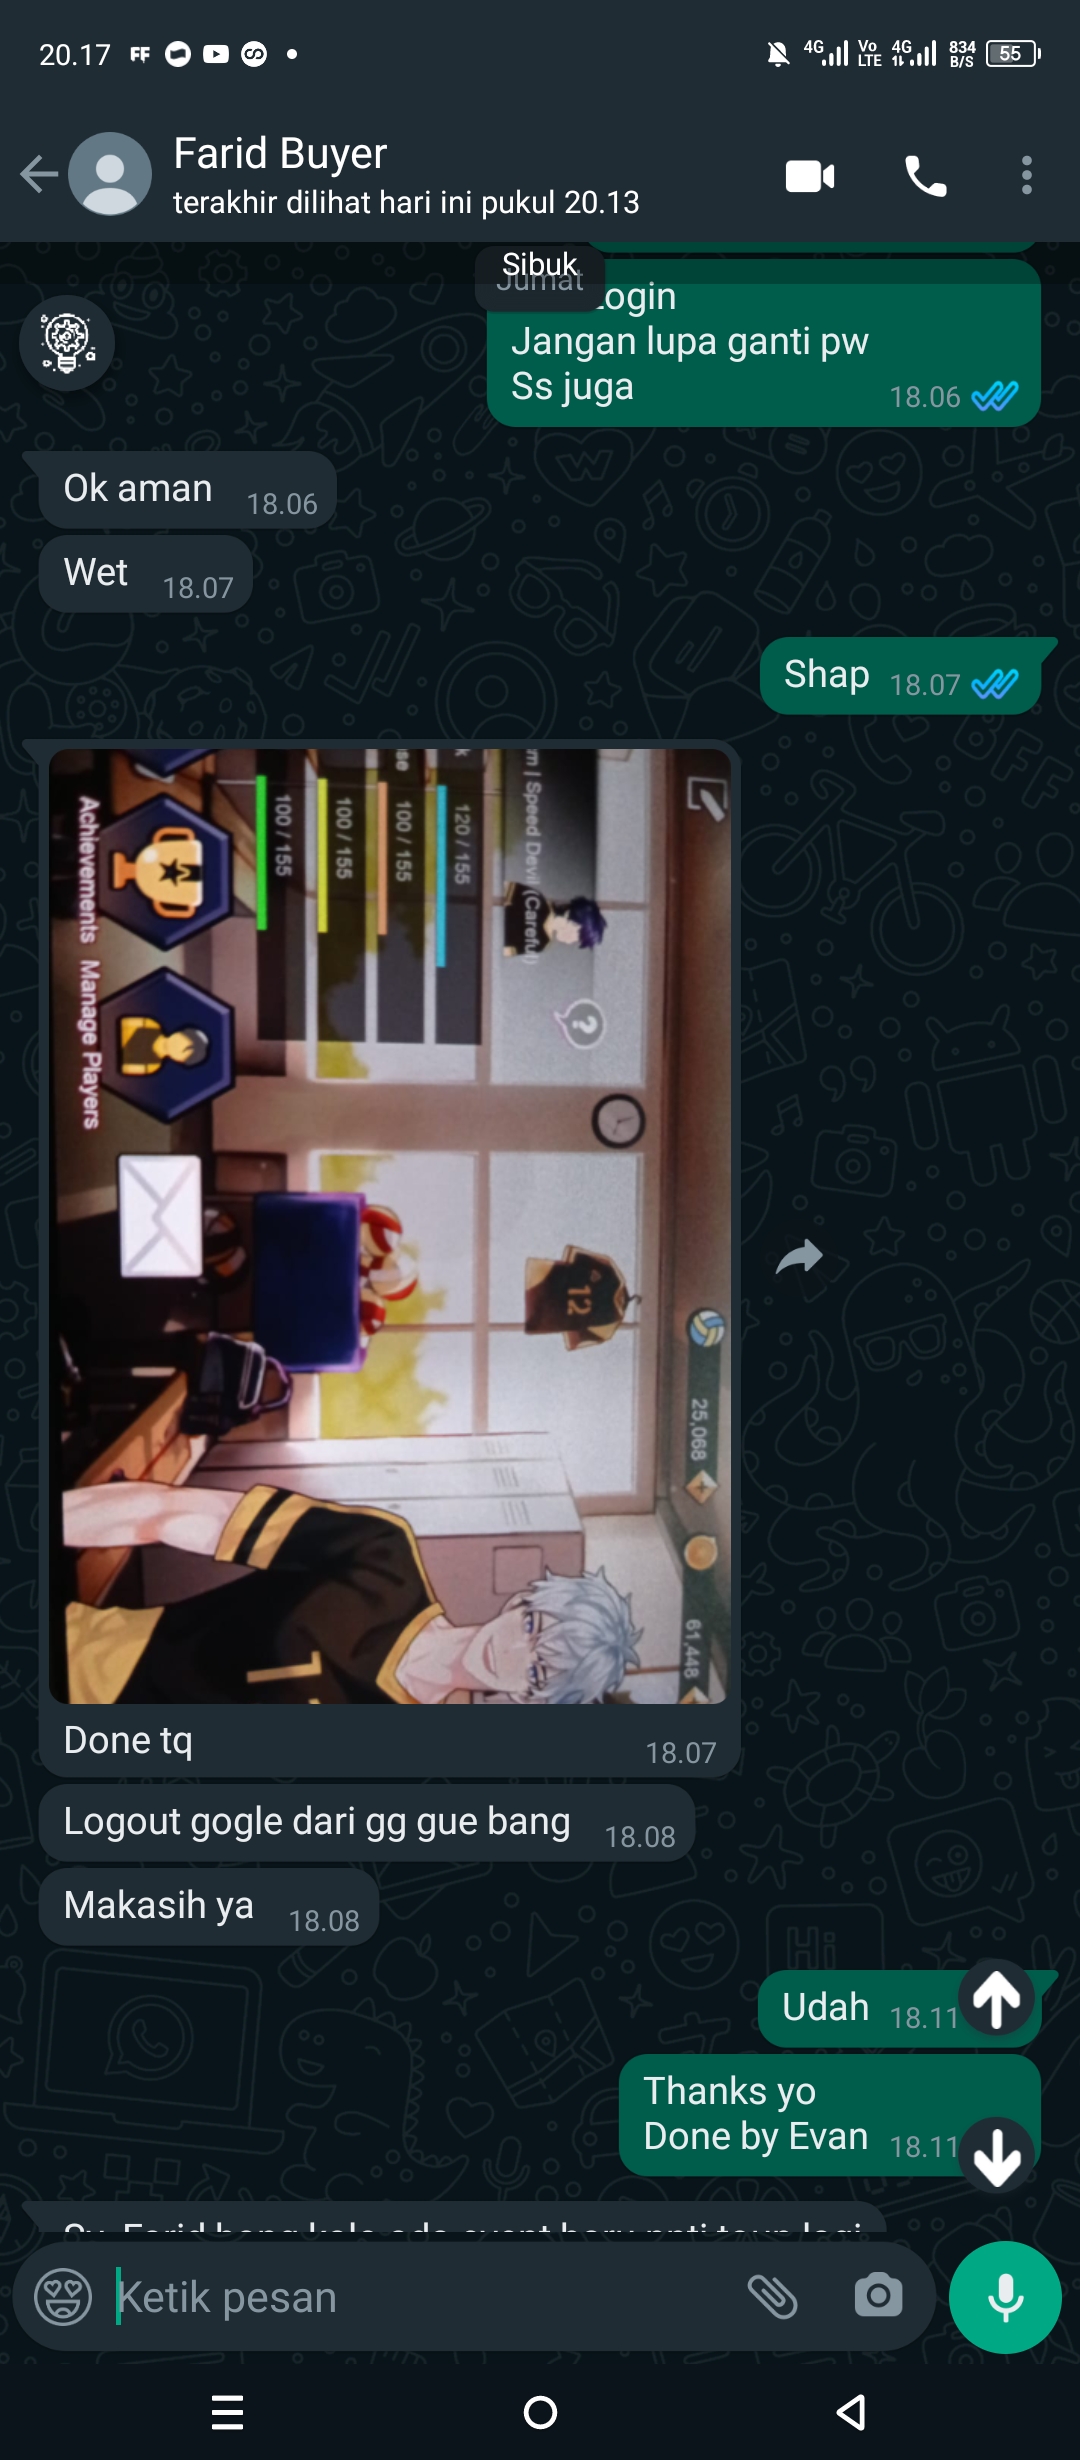 20.17
FF
4G
Vo
LTE
4G
834
B/S
55
Farid Buyer
terakhir dilihat hari ini pukul 20.13
Sibuk
Jumat
Login
Jangan lupa ganti pw
Ss juga
18.06
Ok aman
18.06
Wet
18.07
Shap
18.07
Speed Devil (Careful)
120 / 155
100 / 155
100 / 155
100 / 155
Achievements
Manage Players
12
25,068
61,448
1
Done tq
18.07
Logout gogle dari gg gue bang
18.08
Makasih ya
18.08
Udah
18.11
Thanks yo
Done by Evan
18.11
Ketik pesan